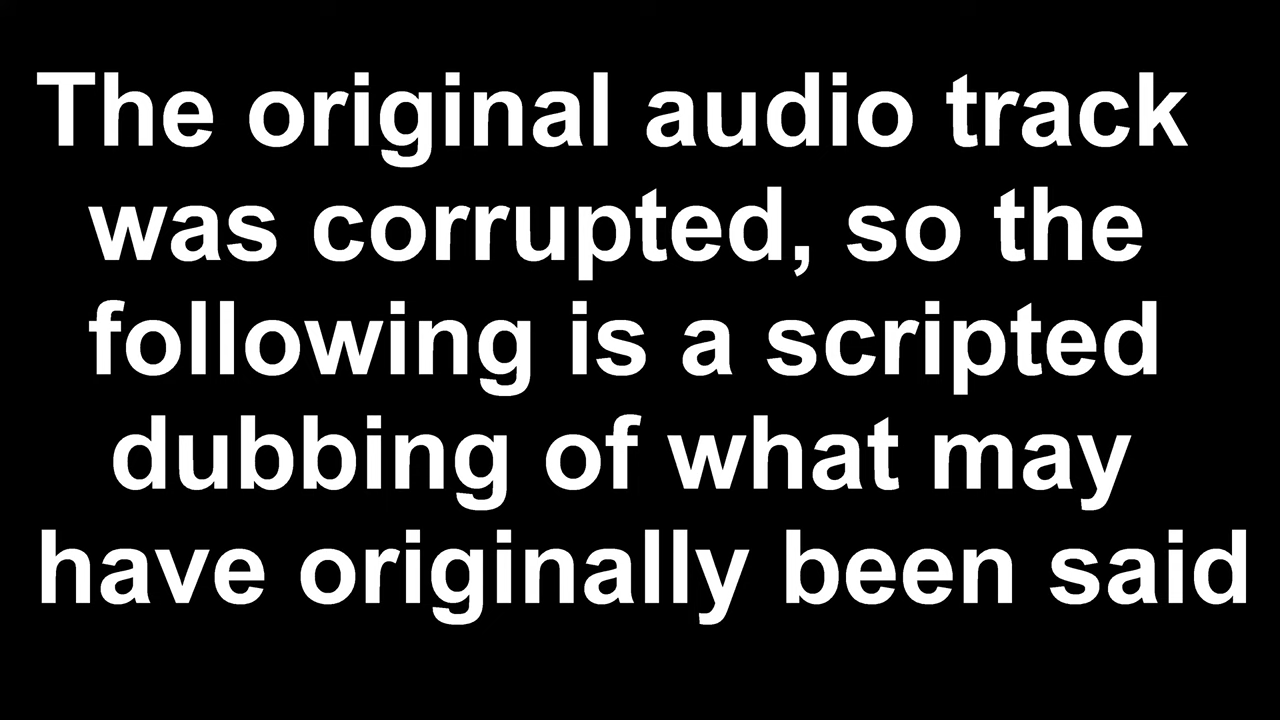 The original audio track
was corrupted, so the
following is a scripted
dubbing of what may
have originally been said